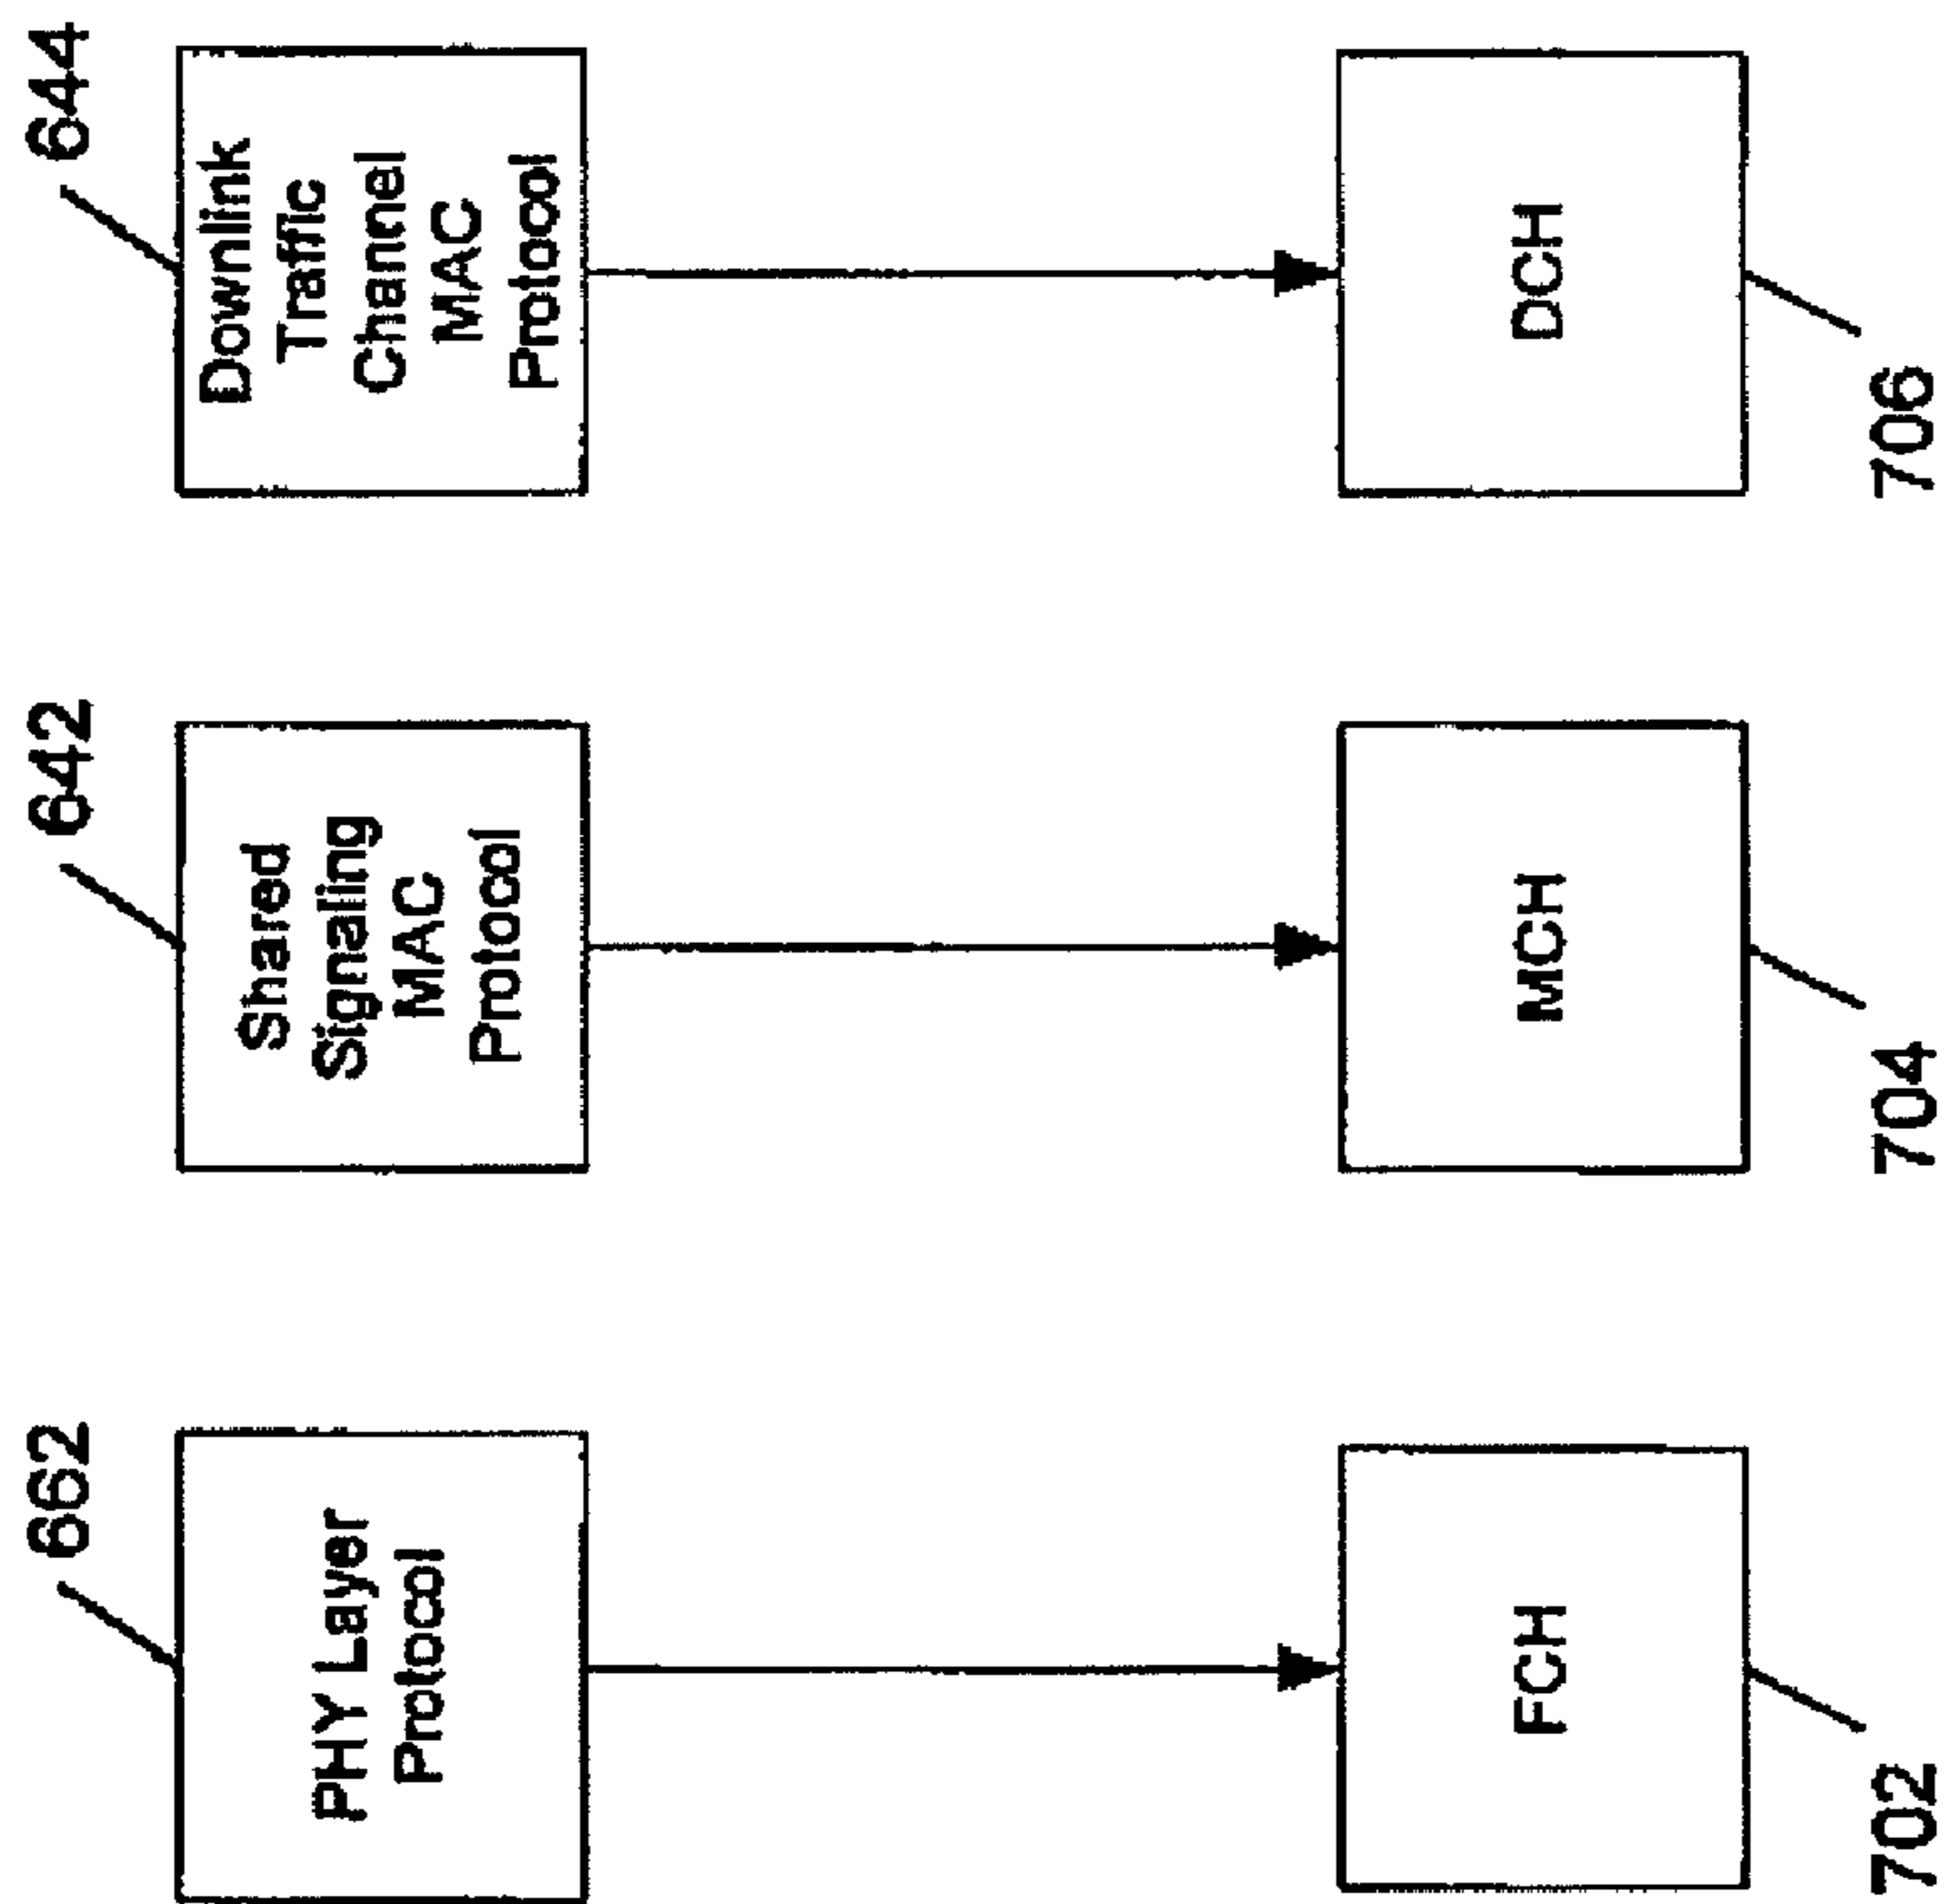 662
642
644
PHY Layer
Protocol
Shared
Signaling
MAC
Protocol
Downlink
Traffic
Channel
MAC
Protocol
FCH
MCH
DCH
702
704
706